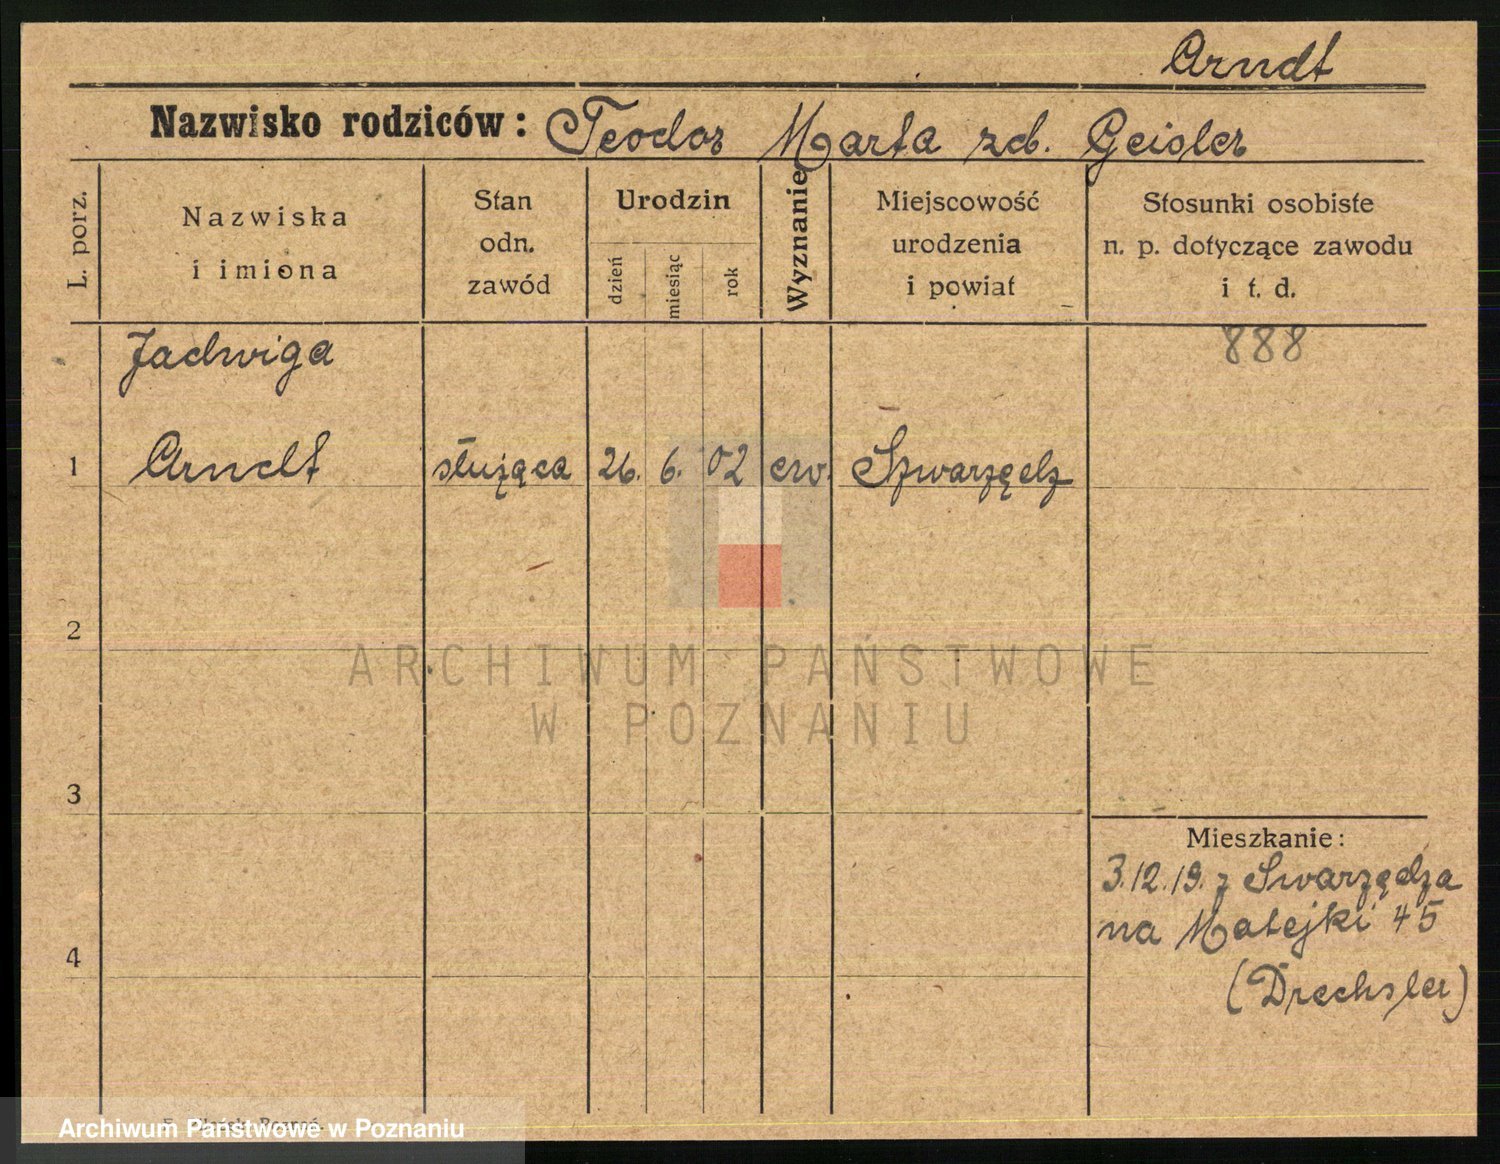 Arndt
Nazwisko rodziców: Teodor Marta zd. Geisler
L. porz.
Nazwiska
i imiona
Stan
odn.
zawód
Urodzin
dzień
miesiąc
rok
Wyznanie
Miejscowość
urodzenia
i powiat
Stosunki osobiste
n. p. dotyczące zawodu
i t. d.
888
Jadwiga
1 Arndt służąca 26. 6. 02 ew. Szwarzędz
2
ARCHIWUM PAŃSTWOWE
W POZNANIU
3
Mieszkanie:
3.12.19. z Swarzędza
na Matejki 45
4
(Drechsler)
Archiwum Państwowe w Poznaniu